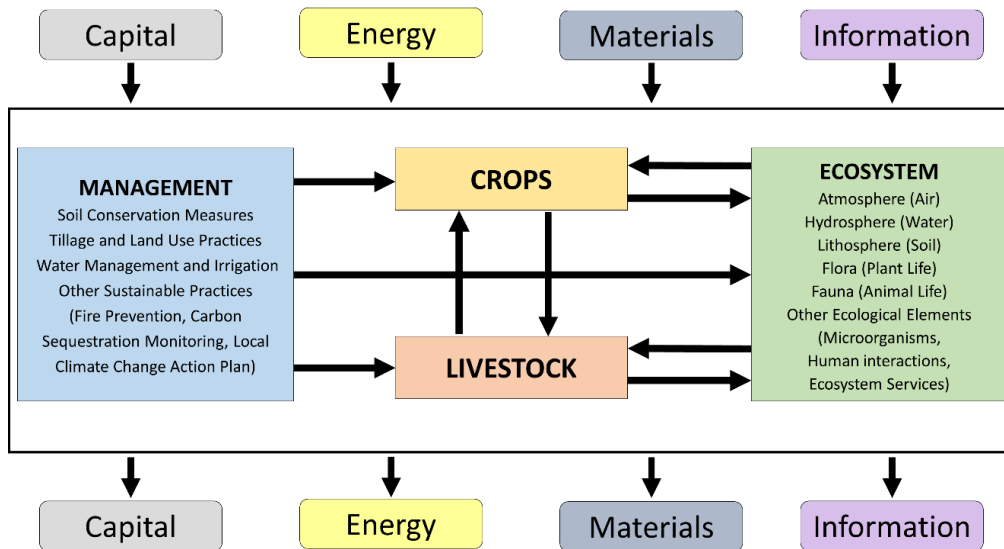 Capital
Energy
Materials
Information
MANAGEMENT
Soil Conservation Measures
Tillage and Land Use Practices
Water Management and Irrigation
Other Sustainable Practices
(Fire Prevention, Carbon
Sequestration Monitoring, Local
Climate Change Action Plan)
CROPS
LIVESTOCK
ECOSYSTEM
Atmosphere (Air)
Hydrosphere (Water)
Lithosphere (Soil)
Flora (Plant Life)
Fauna (Animal Life)
Other Ecological Elements
(Microorganisms,
Human interactions,
Ecosystem Services)
Capital
Energy
Materials
Information